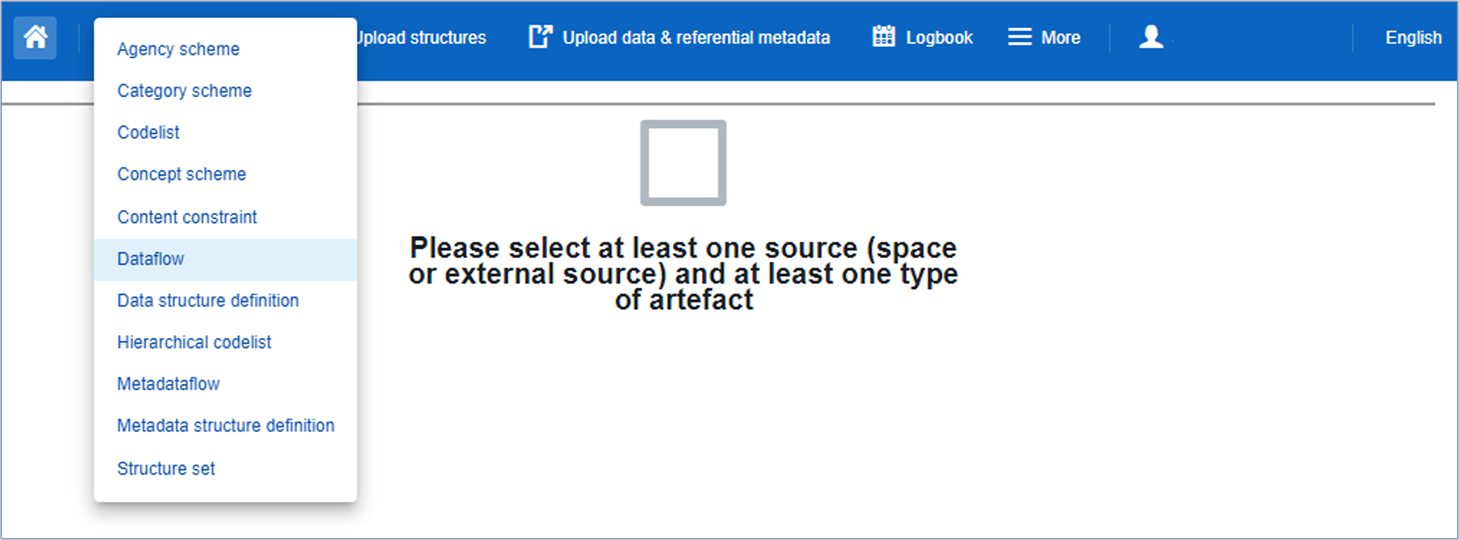 Upload structures
Upload data & referential metadata
Logbook
More
English
Agency scheme
Category scheme
Codelist
Concept scheme
Content constraint
Dataflow
Data structure definition
Hierarchical codelist
Metadataflow
Metadata structure definition
Structure set
Please select at least one source (space
or external source) and at least one type
of artefact